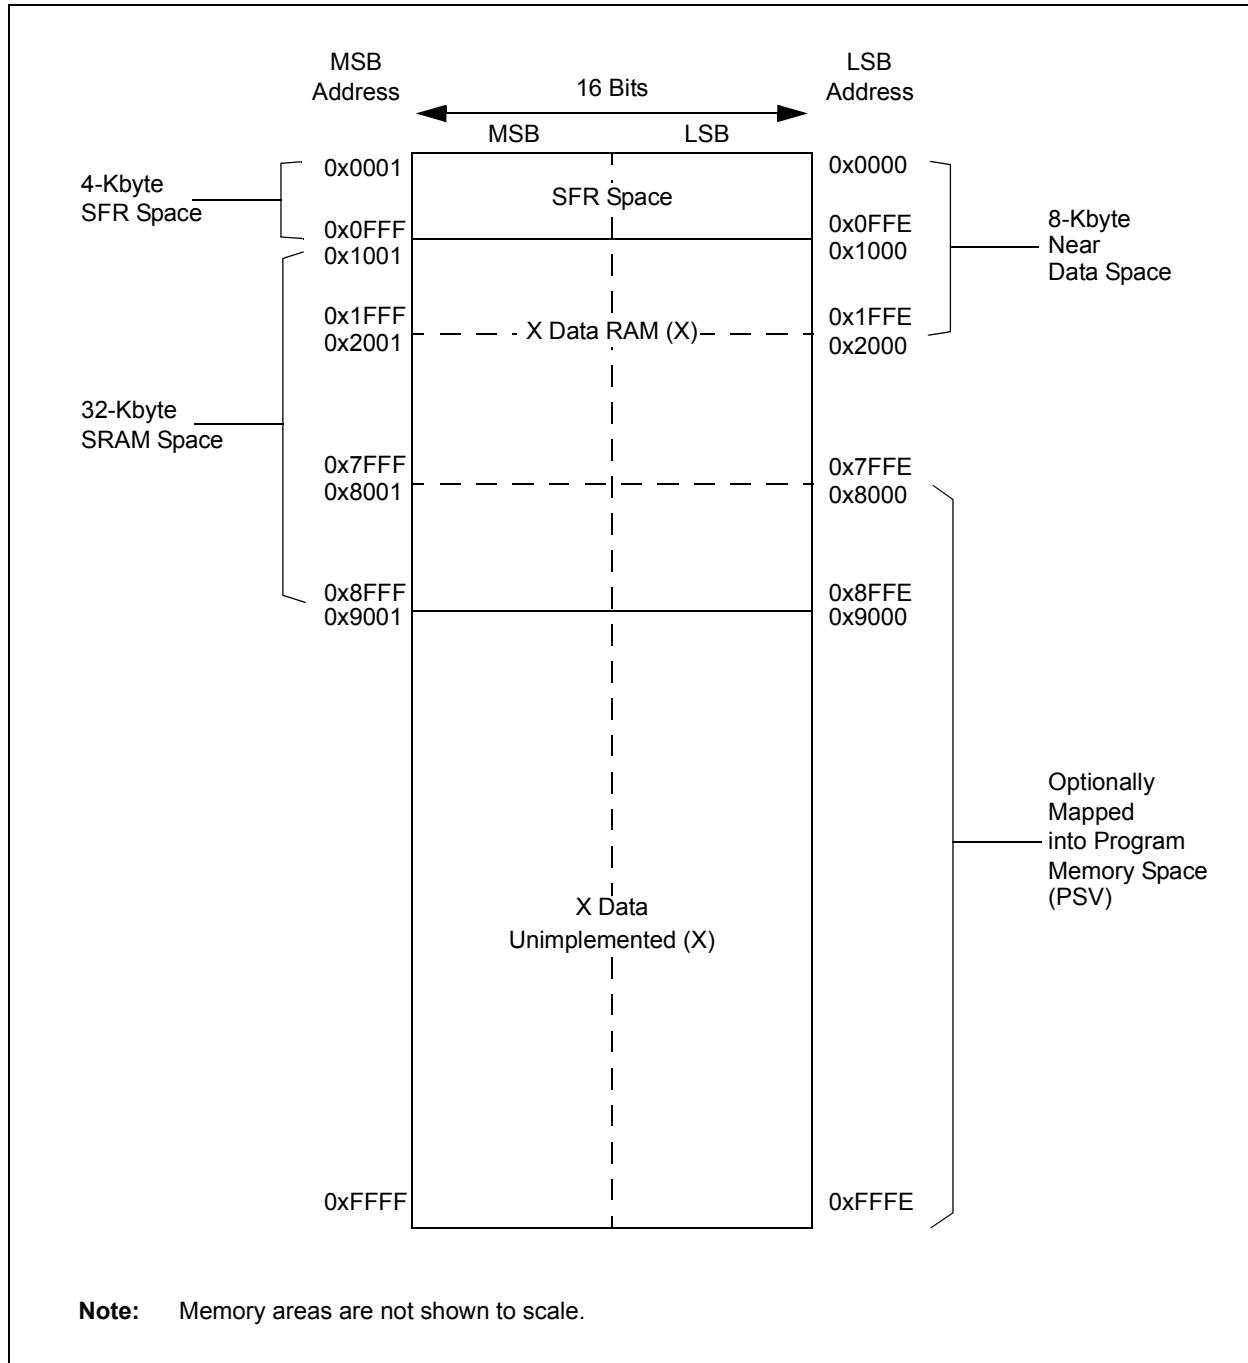 MSB
Address
16 Bits
LSB
Address
MSB
LSB
4-Kbyte
SFR Space
0x0001
0x0FFF
0x1001
0x1FFF
0x2001
32-Kbyte
SRAM Space
0x7FFF
0x8001
0x8FFF
0x9001
0xFFFF
SFR Space
X Data RAM (X)
X Data
Unimplemented (X)
0x0000
0x0FFE
0x1000
0x1FFE
0x2000
0x7FFE
0x8000
0x8FFE
0x9000
0xFFFE
8-Kbyte
Near
Data Space
Optionally
Mapped
into Program
Memory Space
(PSV)
Note: Memory areas are not shown to scale.